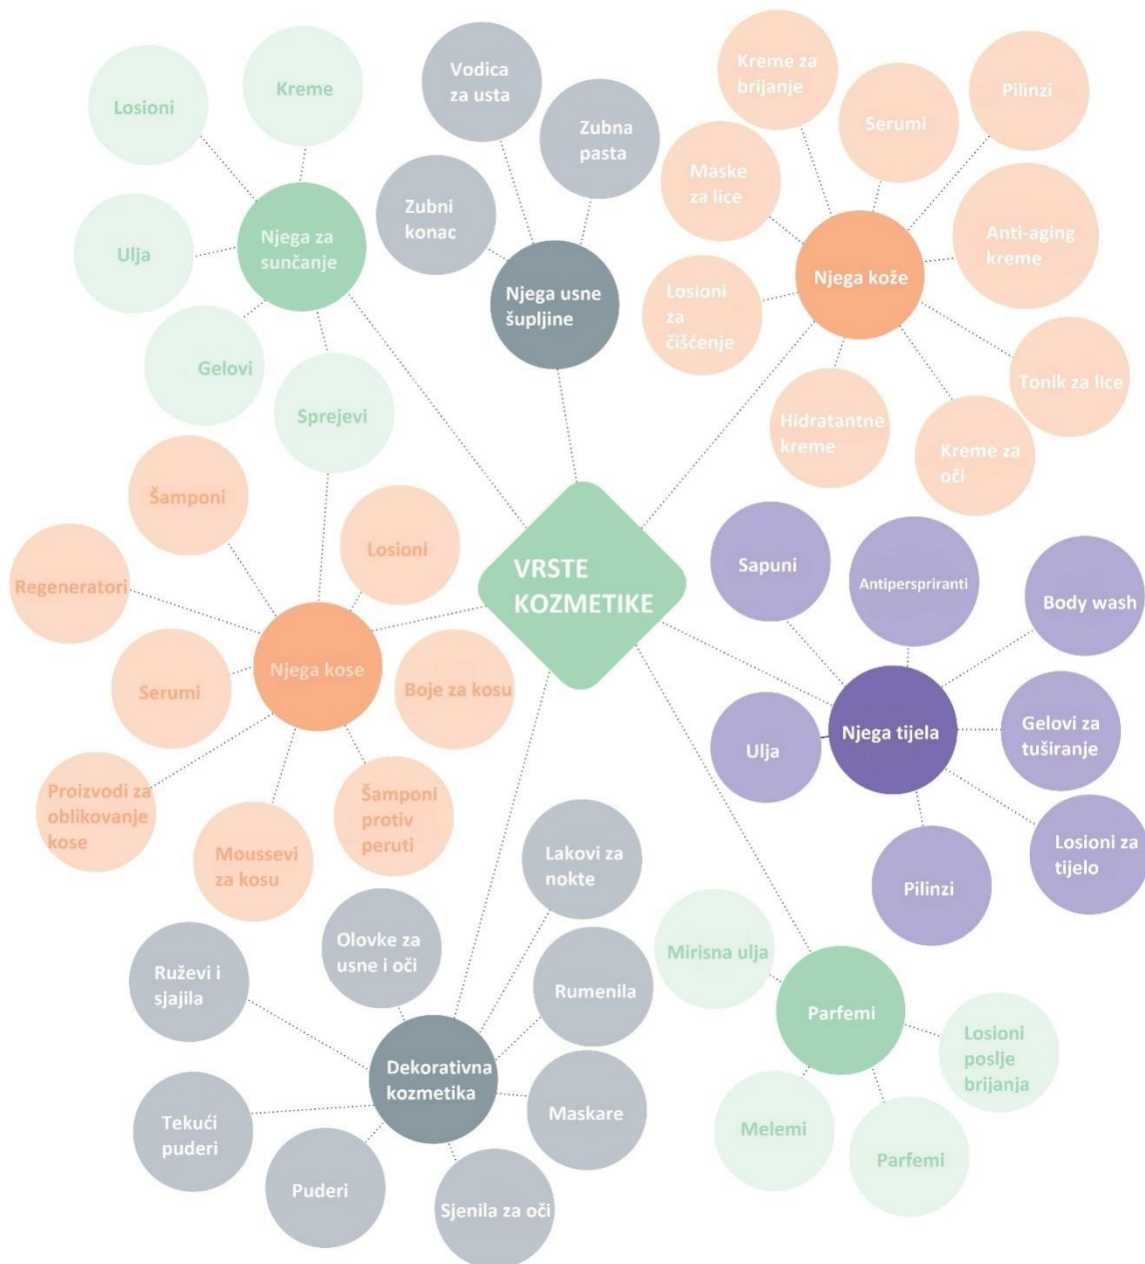 VRSTE
KOZMETIKE
Njega za
sunčanje
Losioni
Kreme
Ulja
Gelovi
Sprejevi
Njega usne
šupljine
Vodica
za usta
Zubna
pasta
Zubni
konac
Njega kože
Kreme za
brijanje
Serumi
Pilinzi
Maske
za lice
Anti-aging
kreme
Losioni
za
čišćenje
Tonik za lice
Hidratantne
kreme
Kreme za
oči
Njega kose
Šamponi
Losioni
Regeneratori
Serumi
Boje za kosu
Proizvodi za
oblikovanje
kose
Moussevi
za kosu
Šamponi
protiv
peruti
Njega tijela
Sapuni
Antiperspriranti
Body wash
Ulja
Gelovi za
tuširanje
Losioni za
tijelo
Pilinzi
Dekorativna
kozmetika
Lakovi za
nokte
Olovke za
usne i oči
Ruževi i
sjajila
Rumenila
Maskare
Tekući
puderi
Puderi
Sjenila za oči
Parfemi
Mirisna ulja
Losioni
poslje
brijanja
Melemi
Parfemi